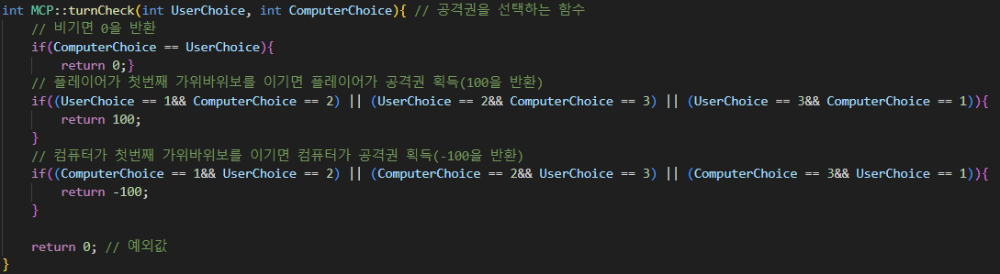 int MCP::turnCheck(int UserChoice, int ComputerChoice){ // 공격권을 선택하는 함수
// 비기면 0을 반환
if(ComputerChoice == UserChoice){
return 0;}
// 플레이어가 첫번째 가위바위보를 이기면 플레이어가 공격권 획득(100을 반환)
if((UserChoice == 1&& ComputerChoice == 2) || (UserChoice == 2&& ComputerChoice == 3) || (UserChoice == 3&& ComputerChoice == 1)){
return 100;
}
// 컴퓨터가 첫번째 가위바위보를 이기면 컴퓨터가 공격권 획득(-100을 반환)
if((ComputerChoice == 1&& UserChoice == 2) || (ComputerChoice == 2&& UserChoice == 3) || (ComputerChoice == 3&& UserChoice == 1)){
return -100;
}
return 0; // 예외값
}